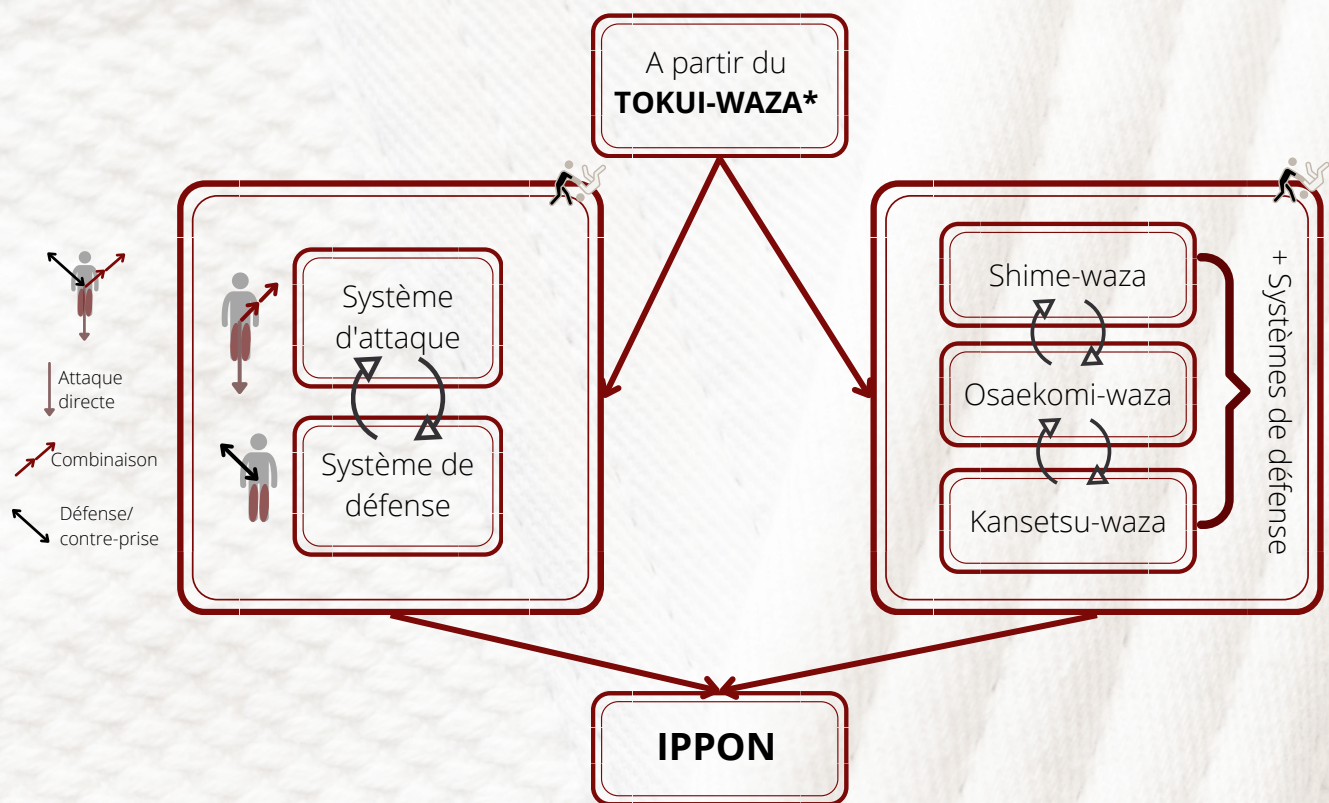 A partir du
TOKUI-WAZA*
Système
d'attaque
Système de
défense
Attaque
directe
Combinaison
Défense/
contre-prise
Shime-waza
Osaekomi-waza
Kansetsu-waza
+ Systèmes de défense
IPPON